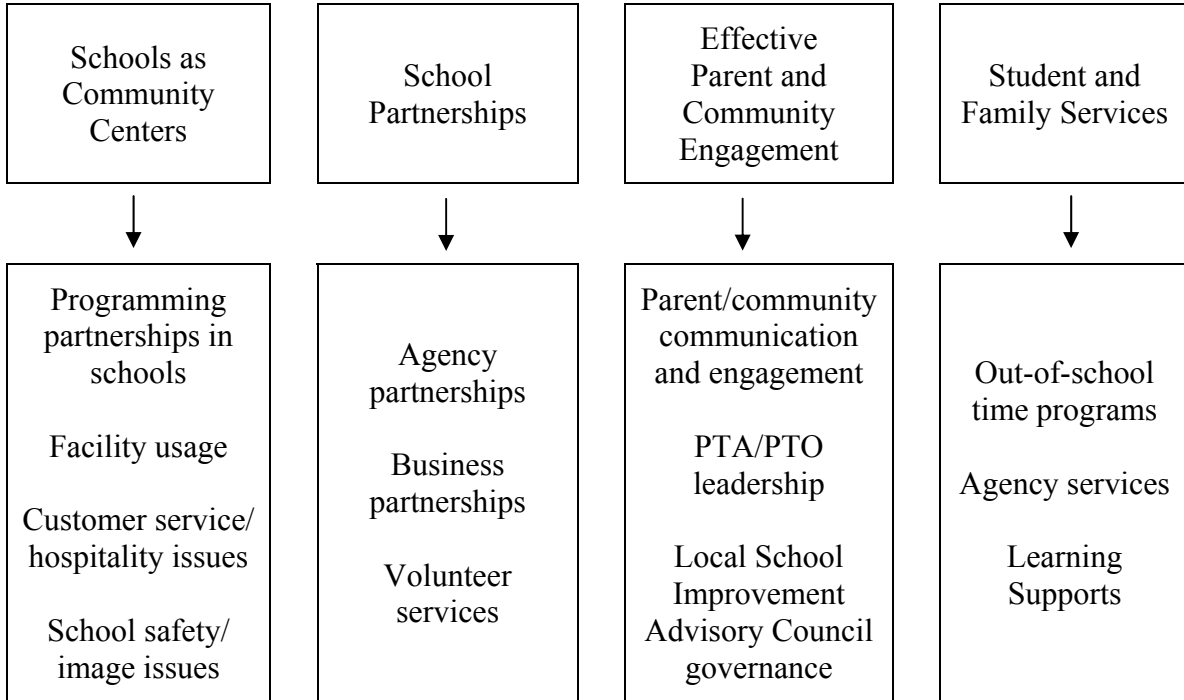 Schools as
Community
Centers
School
Partnerships
Effective
Parent and
Community
Engagement
Student and
Family Services
Programming
partnerships in
schools
Facility usage
Customer service/
hospitality issues
School safety/
image issues
Agency
partnerships
Business
partnerships
Volunteer
services
Parent/community
communication
and engagement
PTA/PTO
leadership
Local School
Improvement
Advisory Council
governance
Out-of-school
time programs
Agency services
Learning
Supports